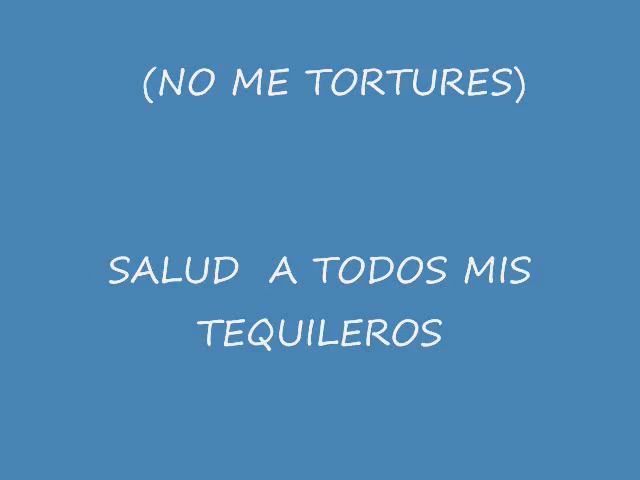 (NO ME TORTURES)
SALUD A TODOS MIS
TEQUILEROS